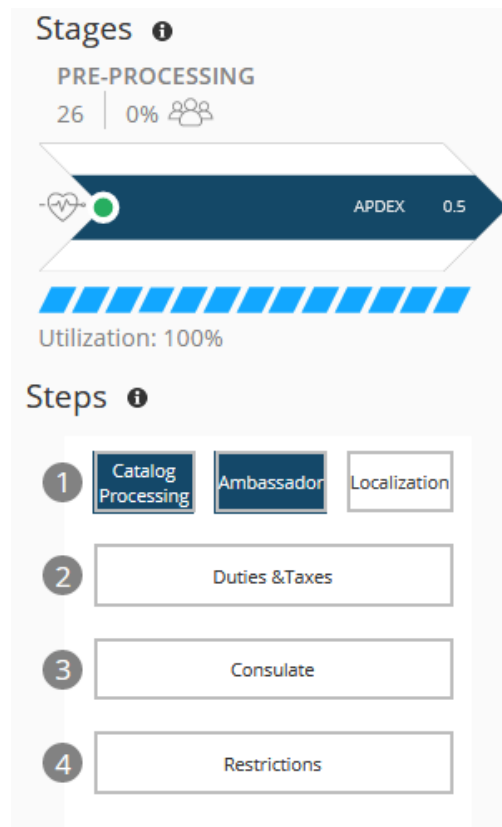 Stages
PRE-PROCESSING
26 0%
APDEX 0.5
Utilization: 100%
Steps
1 Catalog Processing Ambassador Localization
2 Duties &Taxes
3 Consulate
4 Restrictions